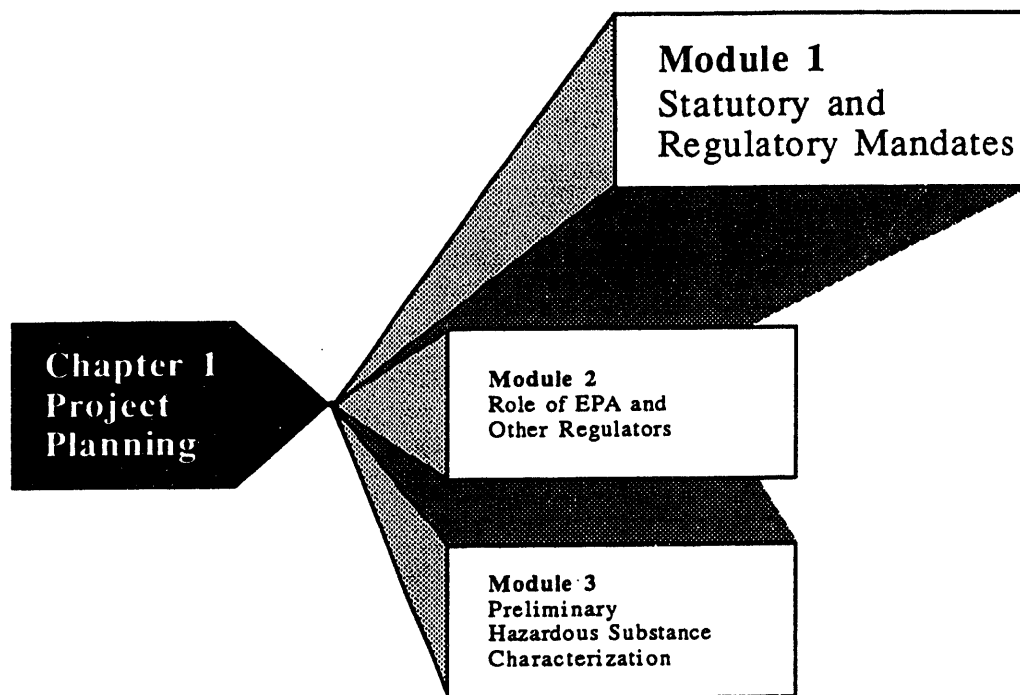 Chapter 1
Project
Planning
Module 1
Statutory and
Regulatory Mandates
Module 2
Role of EPA and
Other Regulators
Module 3
Preliminary
Hazardous Substance
Characterization